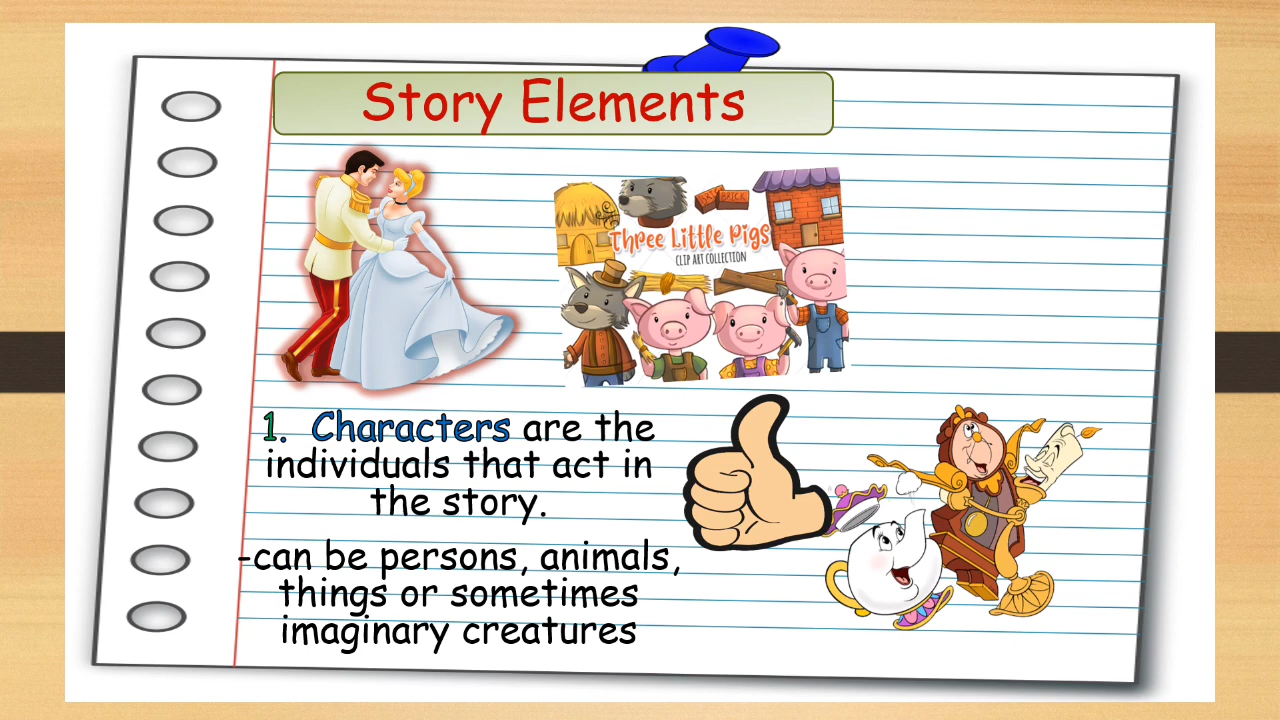 Story Elements
BRICK
Three Little Pigs
CLIP ART COLLECTION
1. Characters are the
individuals that act in
the story.
-can be persons, animals,
things or sometimes
imaginary creatures